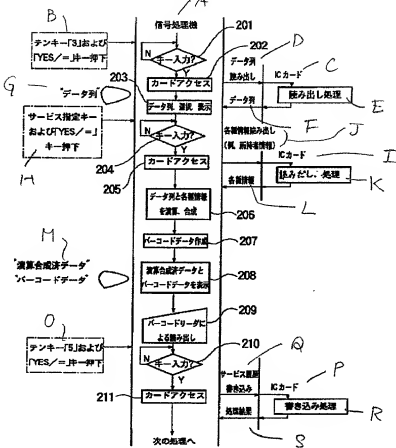 A
信号処理機
B
テンキー「3」および
「YES/=」キー押下
N
キー入力?
201
Y
202
カードアクセス
データ列
読み出し
D
ICカード
C
読み出し処理
E
G
"データ列"
203
データ列
表示
データ列
F
サービス指定キー
および「YES/=」
キー押下
H
N
キー入力?
204
Y
各種情報読み出し
(例、所持者情報)
J
ICカード
I
カードアクセス
205
読みだし、処理
K
各種情報
L
データ列と各種情報
を演算、合成
206
バーコードデータ作成
207
M
"演算合成済データ"
"バーコードデータ"
演算合成済データと
バーコードデータを表示
208
バーコードリーダに
よる読み出し
209
O
テンキー「5」および
「YES/=」キー押下
N
キー入力?
210
Y
サービス履歴
書き込み
Q
ICカード
P
カードアクセス
211
書き込み処理
R
処理結果
S
次の処理へ